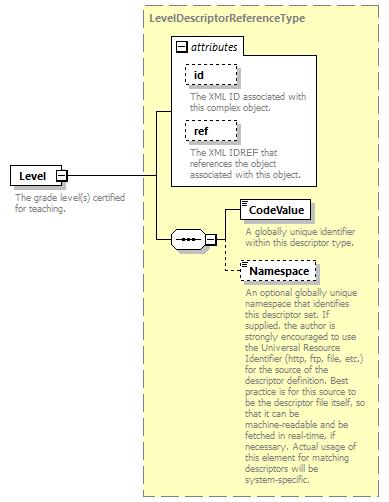 LevelDescriptorReferenceType
attributes
id
The XML ID associated with
this complex object.
ref
The XML IDREF that
references the object
associated with this object.
Level
The grade level(s) certified
for teaching.
CodeValue
A globally unique identifier
within this descriptor type.
Namespace
An optional globally unique
namespace that identifies
this descriptor set. If
supplied, the author is
strongly encouraged to use
the Universal Resource
Identifier (http, ftp, file, etc.)
for the source of the
descriptor definition. Best
practice is for this source to
be the descriptor file itself, so
that it can be
machine-readable and be
fetched in real-time, if
necessary. Actual usage of
this element for matching
descriptors will be
system-specific.